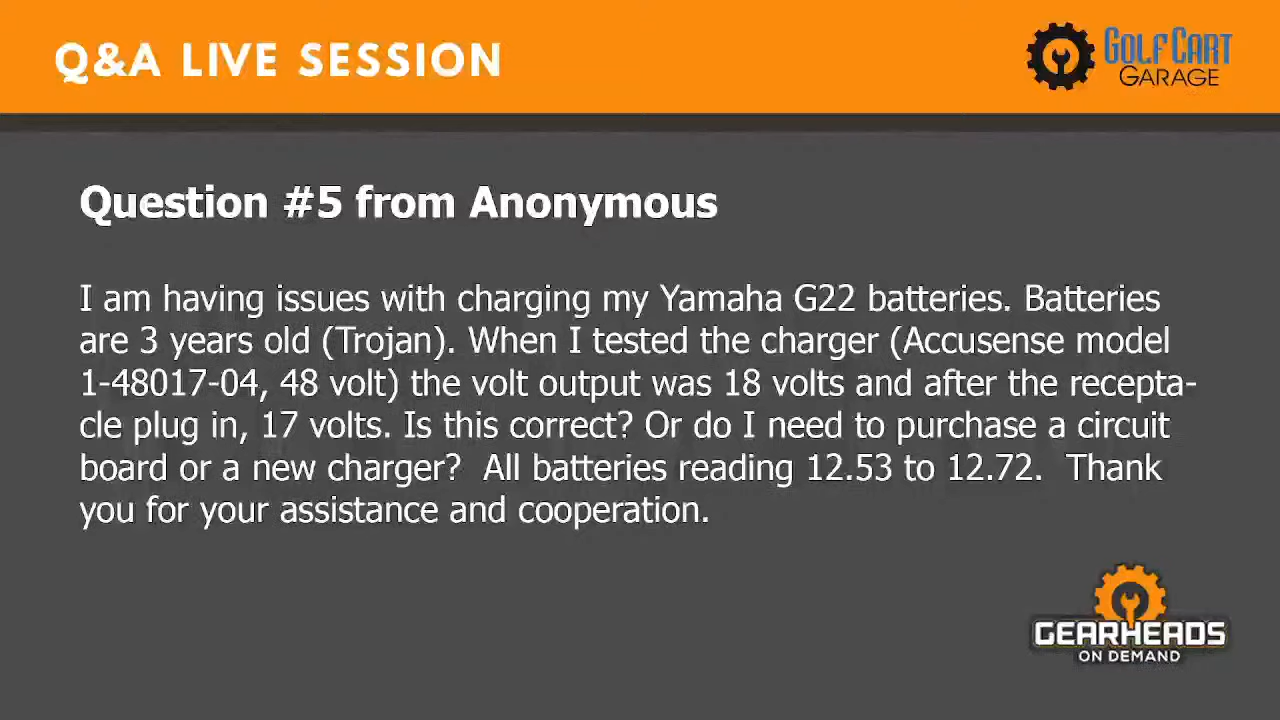 Q&A LIVE SESSION
GOLF CART
GARAGE
Question #5 from Anonymous
I am having issues with charging my Yamaha G22 batteries. Batteries
are 3 years old (Trojan). When I tested the charger (Accusense model
1-48017-04, 48 volt) the volt output was 18 volts and after the recepta-
cle plug in, 17 volts. Is this correct? Or do I need to purchase a circuit
board or a new charger?  All batteries reading 12.53 to 12.72.  Thank
you for your assistance and cooperation.
GEARHEADS
ON DEMAND